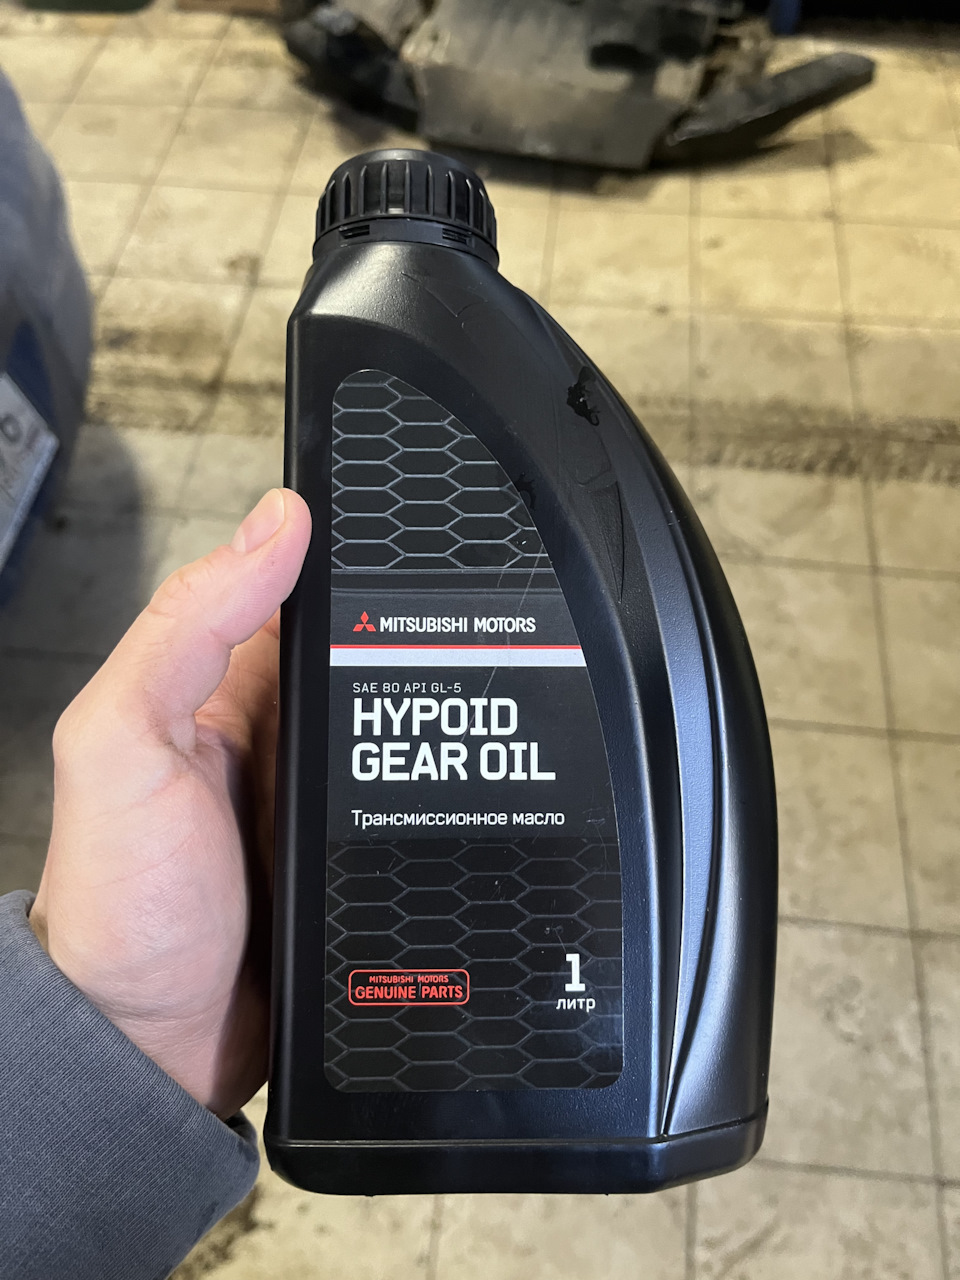 MITSUBISHI MOTORS
SAE 80 API GL-5
HYPOID
GEAR OIL
Трансмиссионное масло
MITSUBISHI MOTORS
GENUINE PARTS
1
литр